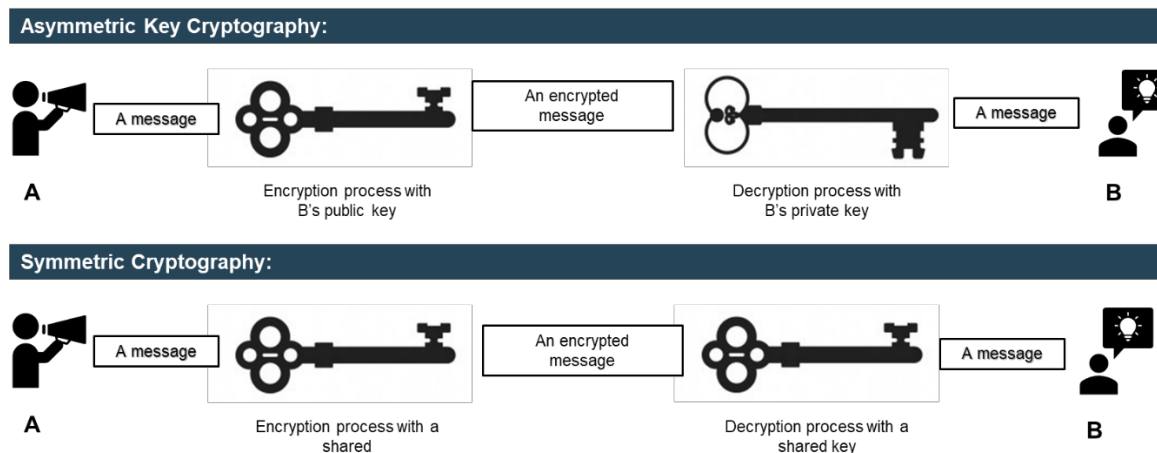 Asymmetric Key Cryptography:
A message
An encrypted
message
A message
A
Encryption process with
B's public key
Decryption process with
B's private key
B
Symmetric Cryptography:
A message
An encrypted
message
A message
A
Encryption process with a
shared
Decryption process with a
shared key
B